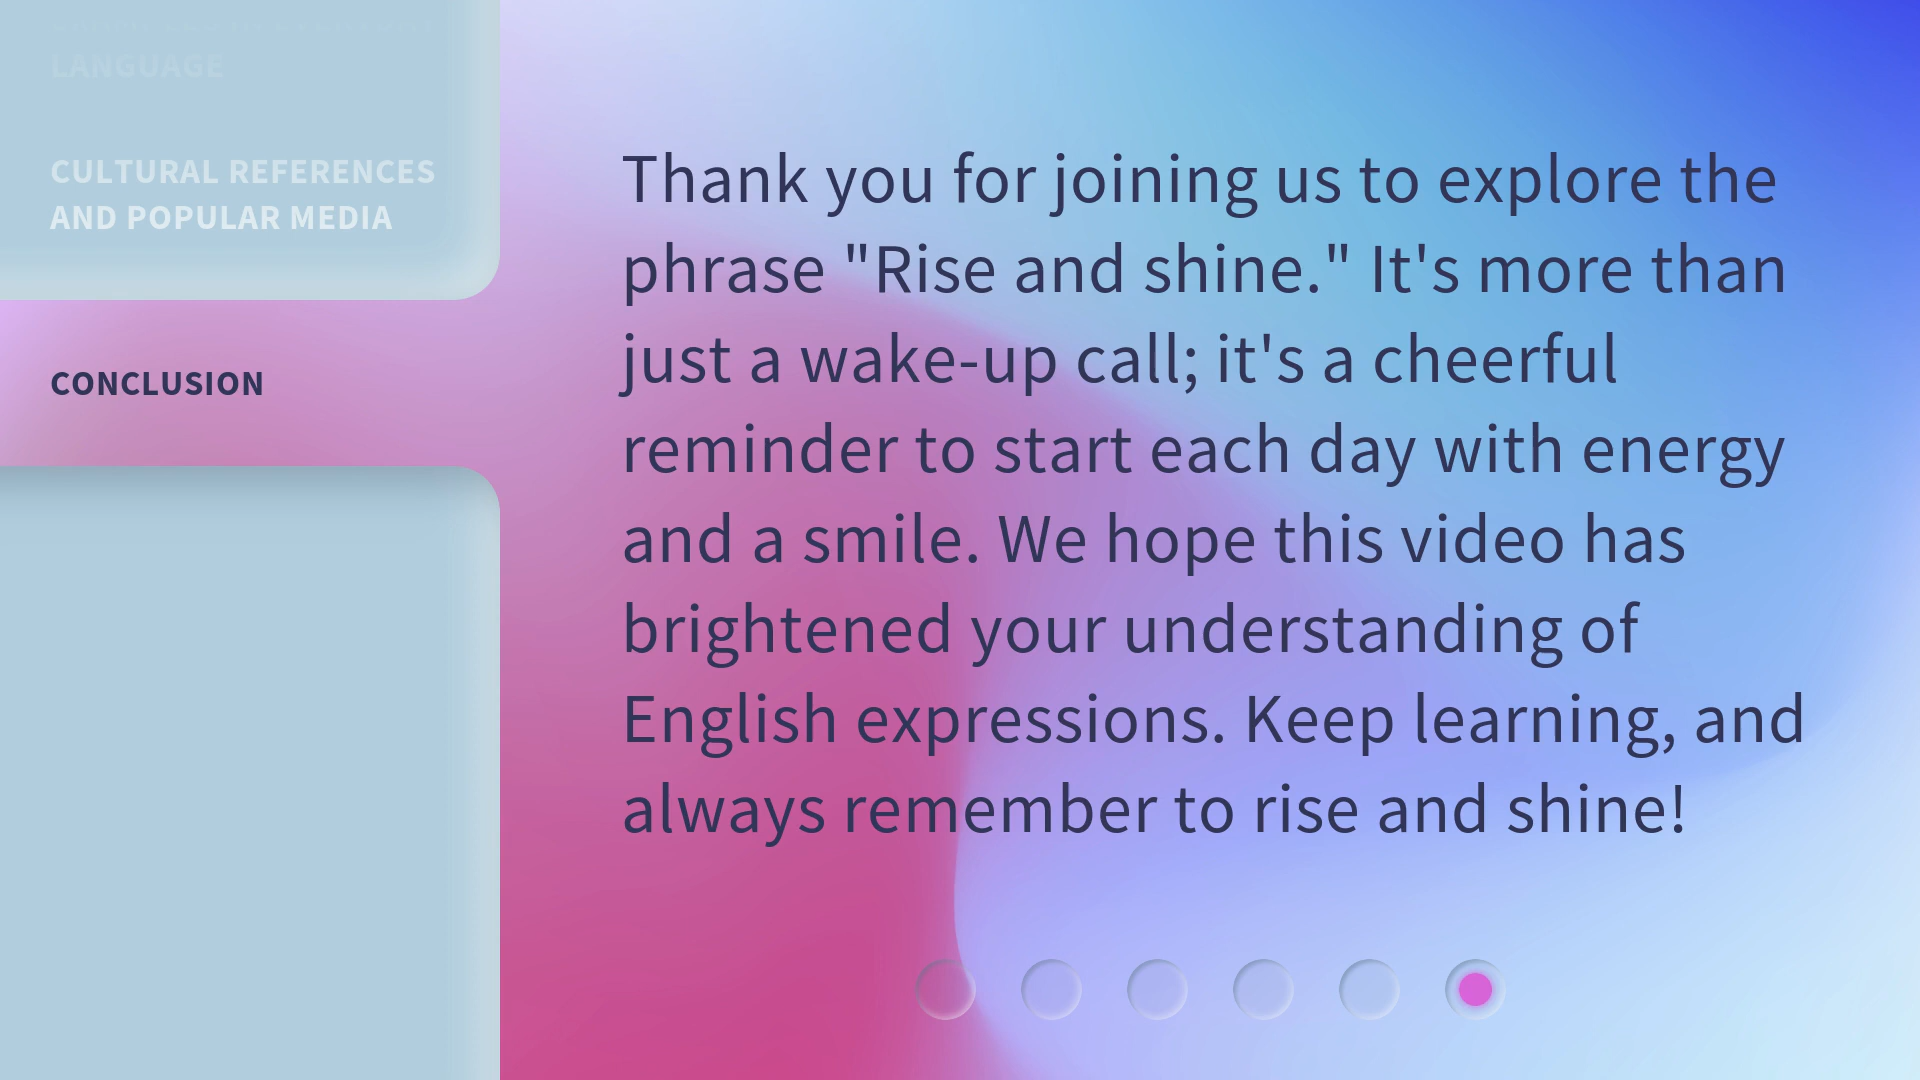 LANGUAGE
CULTURAL REFERENCES
AND POPULAR MEDIA
CONCLUSION
Thank you for joining us to explore the
phrase "Rise and shine." It's more than
just a wake-up call; it's a cheerful
reminder to start each day with energy
and a smile. We hope this video has
brightened your understanding of
English expressions. Keep learning, and
always remember to rise and shine!